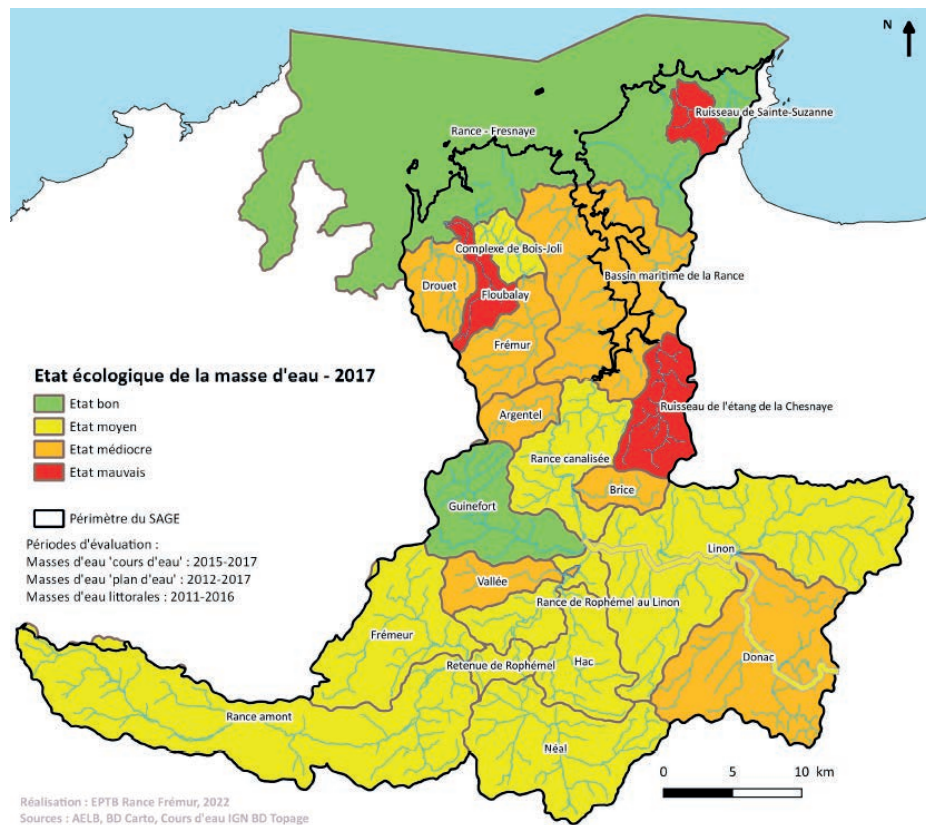 N
Ruisseau de Sainte-Suzanne
Rance - Fresnaye
Complexe de Bois-Joli
Bassin maritime de la Rance
Drouet
Floubalay
Frémur
Etat écologique de la masse d'eau - 2017
Etat bon
Etat moyen
Etat médiocre
Etat mauvais
Périmètre du SAGE
Périodes d'évaluation :
Masses d'eau 'cours d'eau' : 2015-2017
Masses d'eau 'plan d'eau' : 2012-2017
Masses d'eau littorales : 2011-2016
Argentel
Ruisseau de l'étang de la Chesnaye
Rance canalisée
Brice
Guinefort
Linon
Vallée
Rance de Rophémel au Linon
Frémeur
Retenue de Rophémel
Hac
Donac
Rance amont
Néal
0 5 10 km
Réalisation : EPTB Rance Frémur, 2022
Sources : AELB, BD Carto, Cours d'eau IGN BD Topage